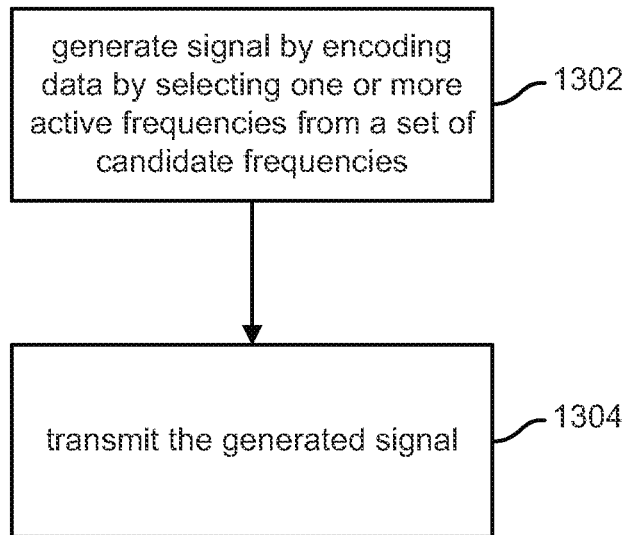 generate signal by encoding
data by selecting one or more
active frequencies from a set of
candidate frequencies
1302
transmit the generated signal
1304